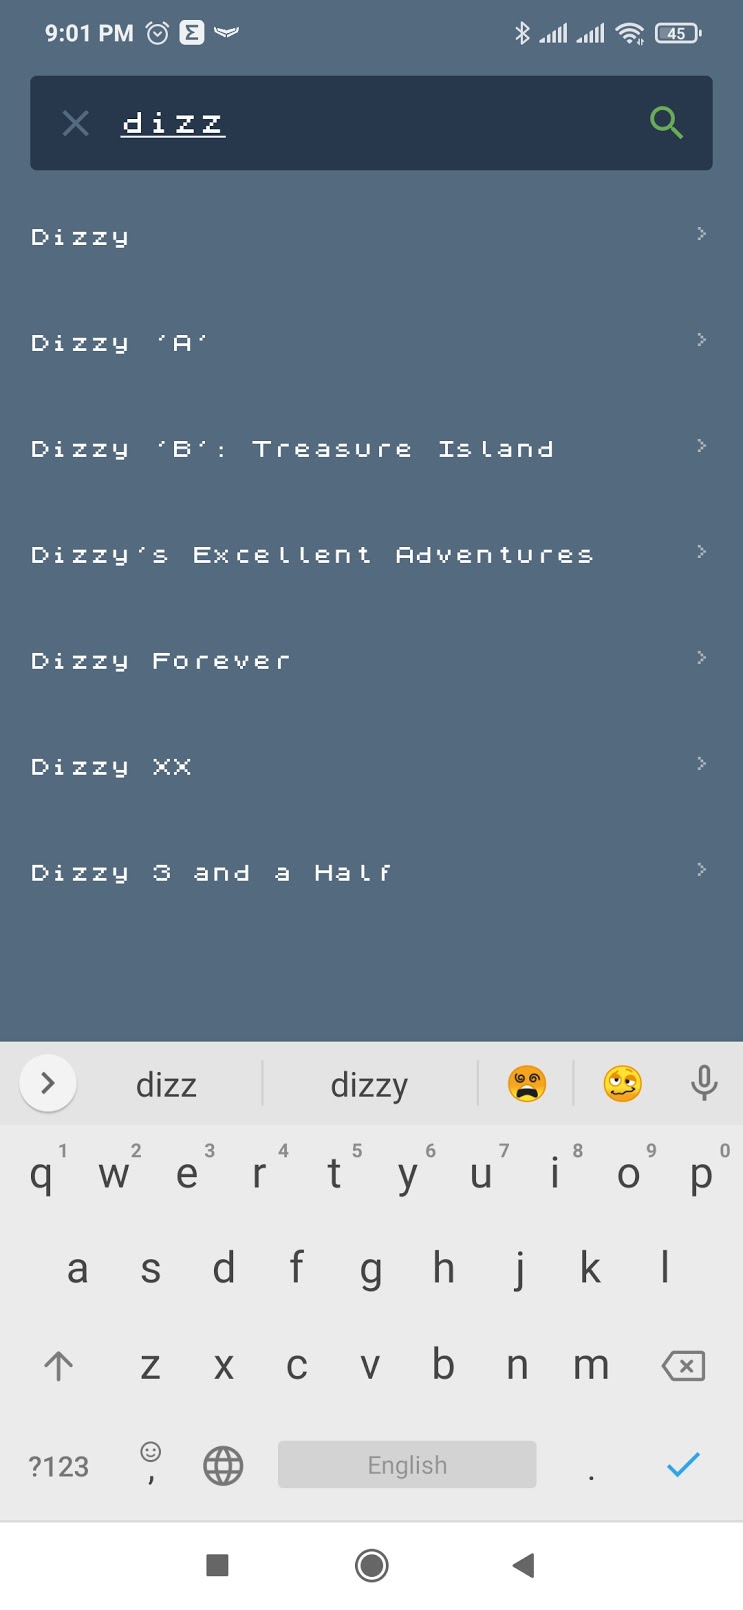 9:01 PM 45
dizz
Dizzy
Dizzy 'A'
Dizzy 'B': Treasure Island
Dizzy's Excellent Adventures
Dizzy Forever
Dizzy XX
Dizzy 3 and a Half
dizz dizzy
1 2 3 4 5 6 7 8 9 0
q w e r t y u i o p
a s d f g h j k l
z x c v b n m
?123 , English .